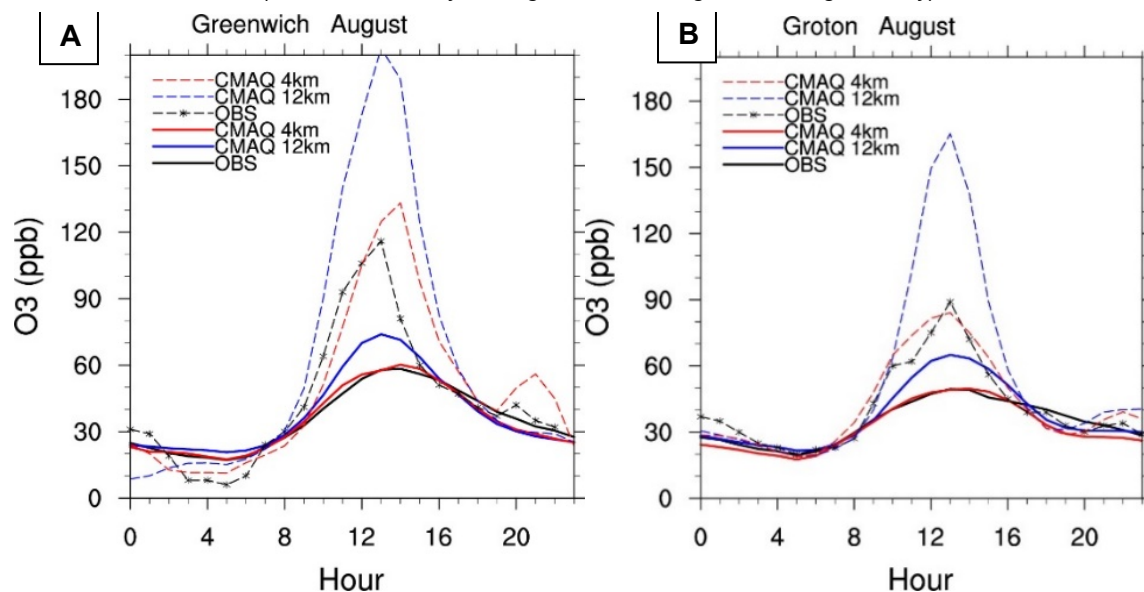 A
Greenwich August
CMAQ 4km
CMAQ 12km
OBS
CMAQ 4km
CMAQ 12km
OBS
O3 (ppb)
180
150
120
90
60
30
0
0 4 8 12 16 20
Hour
B
Groton August
CMAQ 4km
CMAQ 12km
OBS
CMAQ 4km
CMAQ 12km
OBS
O3 (ppb)
180
150
120
90
60
30
0
0 4 8 12 16 20
Hour